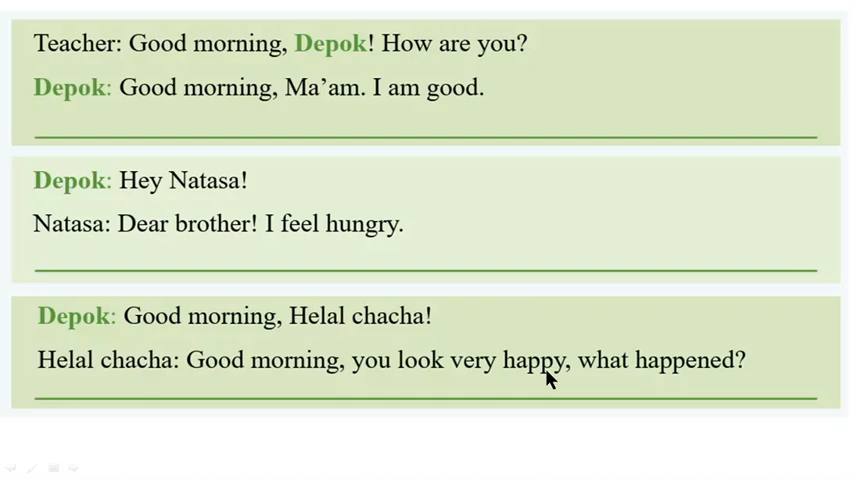 Teacher: Good morning, Depok! How are you?
Depok: Good morning, Ma’am. I am good.
Depok: Hey Natasa!
Natasa: Dear brother! I feel hungry.
Depok: Good morning, Helal chacha!
Helal chacha: Good morning, you look very happy, what happened?